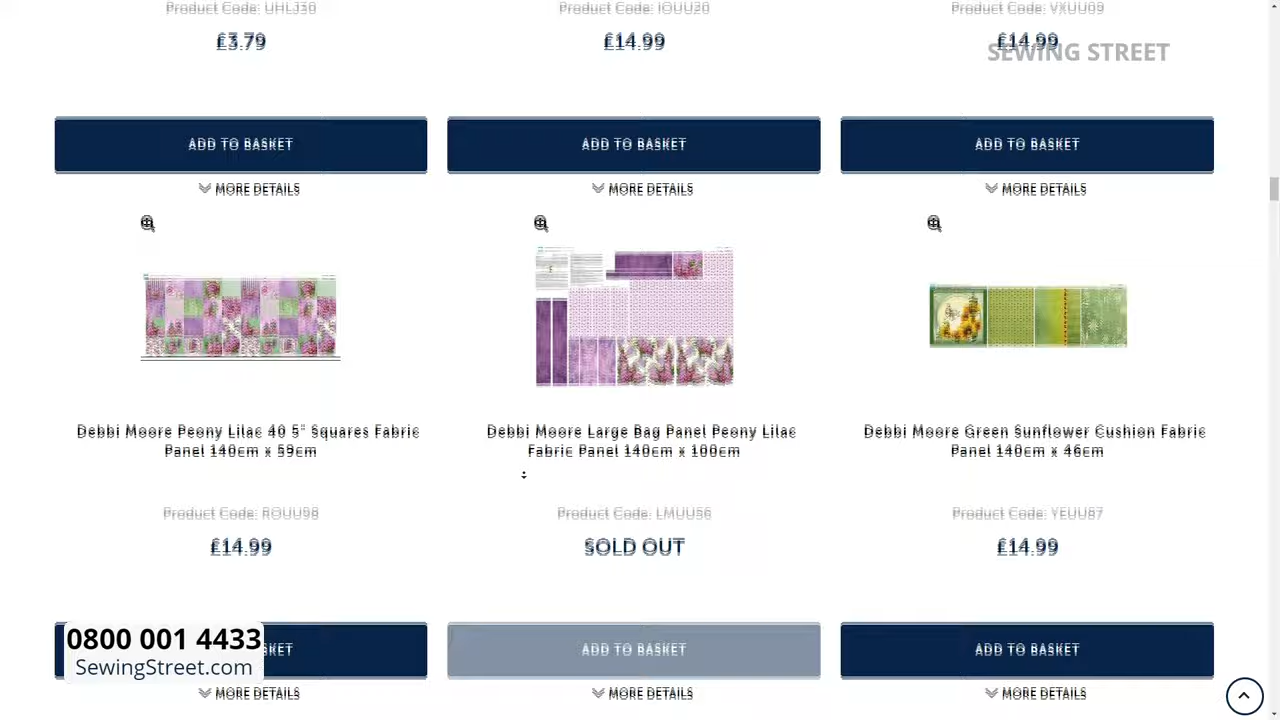 Product Code: UHLJ30
Product Code: IOUU20
Product Code: VXUU09
£3.79
£14.99
£14.99
SEWING STREET
ADD TO BASKET
ADD TO BASKET
ADD TO BASKET
MORE DETAILS
MORE DETAILS
MORE DETAILS
Debbi Moore Peony Lilac 40 5" Squares Fabric
Panel 140cm x 59cm
Debbi Moore Large Bag Panel Peony Lilac
Fabric Panel 140cm x 100cm
Debbi Moore Green Sunflower Cushion Fabric
Panel 140cm x 46cm
Product Code: ROUU98
Product Code: LMUU56
Product Code: YEUU87
£14.99
SOLD OUT
£14.99
0800 001 4433
SewingStreet.com
KET
ADD TO BASKET
ADD TO BASKET
MORE DETAILS
MORE DETAILS
MORE DETAILS